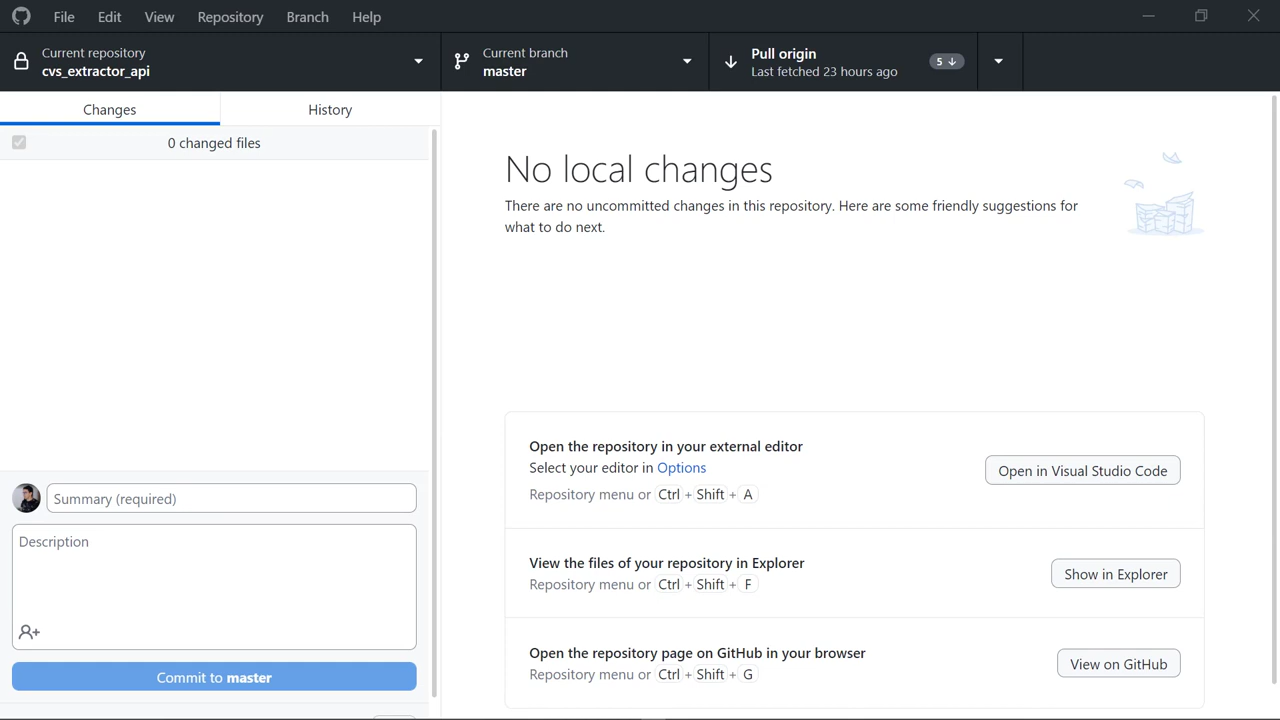 File Edit View Repository Branch Help
Current repository
cvs_extractor_api
Current branch
master
Pull origin
Last fetched 23 hours ago
5
Changes
History
0 changed files
No local changes
There are no uncommitted changes in this repository. Here are some friendly suggestions for
what to do next.
Open the repository in your external editor
Select your editor in Options
Repository menu or Ctrl + Shift + A
Open in Visual Studio Code
View the files of your repository in Explorer
Repository menu or Ctrl + Shift + F
Show in Explorer
Open the repository page on GitHub in your browser
Repository menu or Ctrl + Shift + G
View on GitHub
Summary (required)
Description
Commit to master